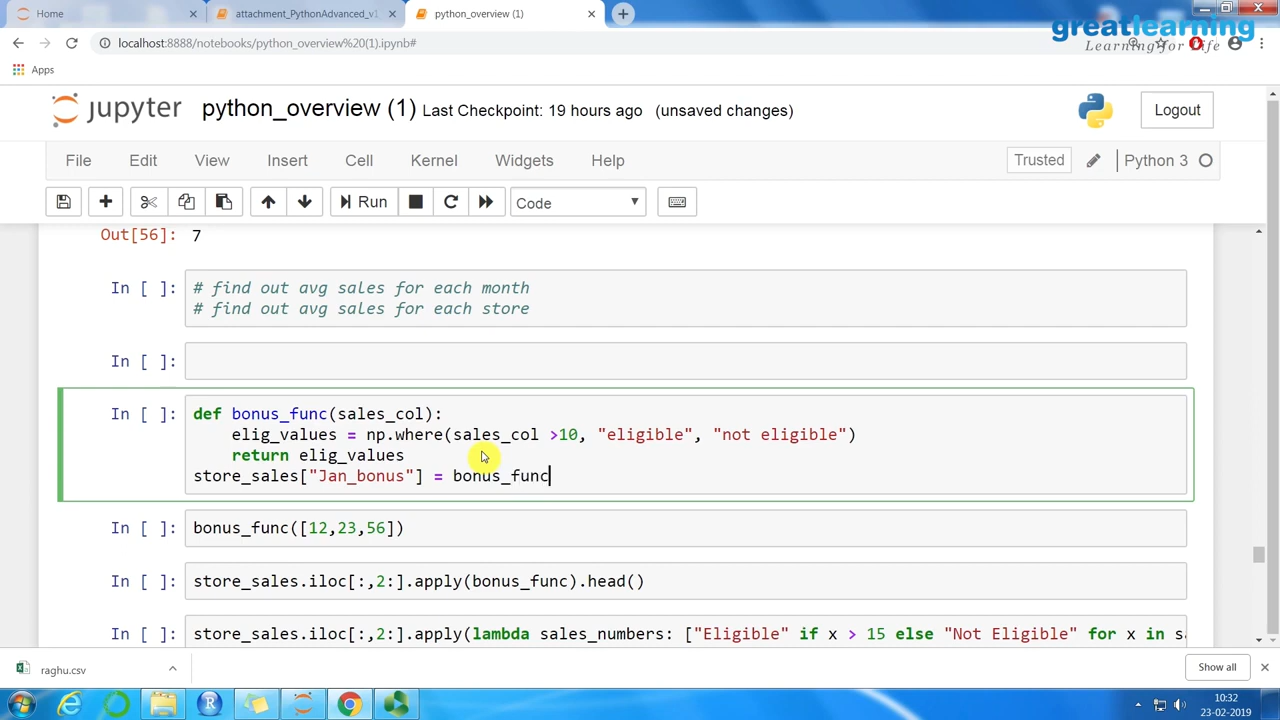 Home
attachment_PythonAdvanced_v1
python_overview (1)
localhost:8888/notebooks/python_overview%20(1).ipynb#
greatlearning
Learning for Life
Apps
jupyter python_overview (1) Last Checkpoint: 19 hours ago (unsaved changes)
Logout
File Edit View Insert Cell Kernel Widgets Help
Trusted Python 3
Run Code
Out[56]: 7
In [ ]: # find out avg sales for each month
# find out avg sales for each store
In [ ]:
In [ ]: def bonus_func(sales_col):
elig_values = np.where(sales_col >10, "eligible", "not eligible")
return elig_values
store_sales["Jan_bonus"] = bonus_func
In [ ]: bonus_func([12,23,56])
In [ ]: store_sales.iloc[:,2:].apply(bonus_func).head()
In [ ]: store_sales.iloc[:,2:].apply(lambda sales_numbers: ["Eligible" if x > 15 else "Not Eligible" for x in sa
raghu.csv
Show all
10:32
23-02-2019